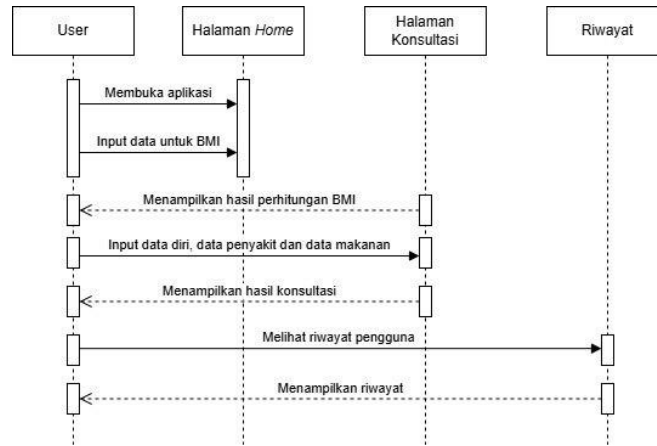 User
Halaman Home
Halaman
Konsultasi
Riwayat
Membuka aplikasi
Input data untuk BMI
Menampilkan hasil perhitungan BMI
Input data diri, data penyakit dan data makanan
Menampilkan hasil konsultasi
Melihat riwayat pengguna
Menampilkan riwayat